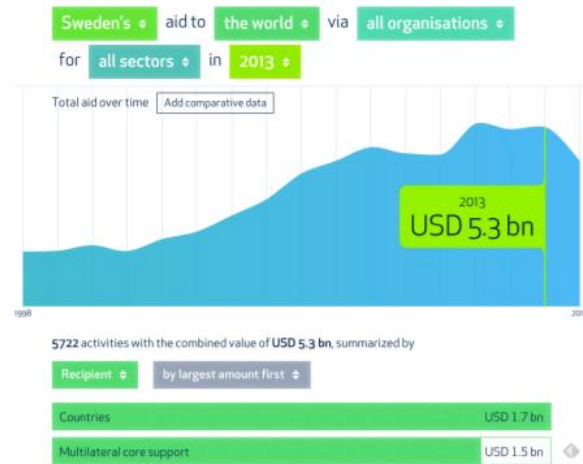 Sweden's aid to the world via all organisations
for all sectors in 2013
Total aid over time Add comparative data
2013
USD 5.3 bn
1998
5722 activities with the combined value of USD 5.3 bn, summarized by
Recipient by largest amount first
Countries USD 1.7 bn
Multilateral core support USD 1.5 bn